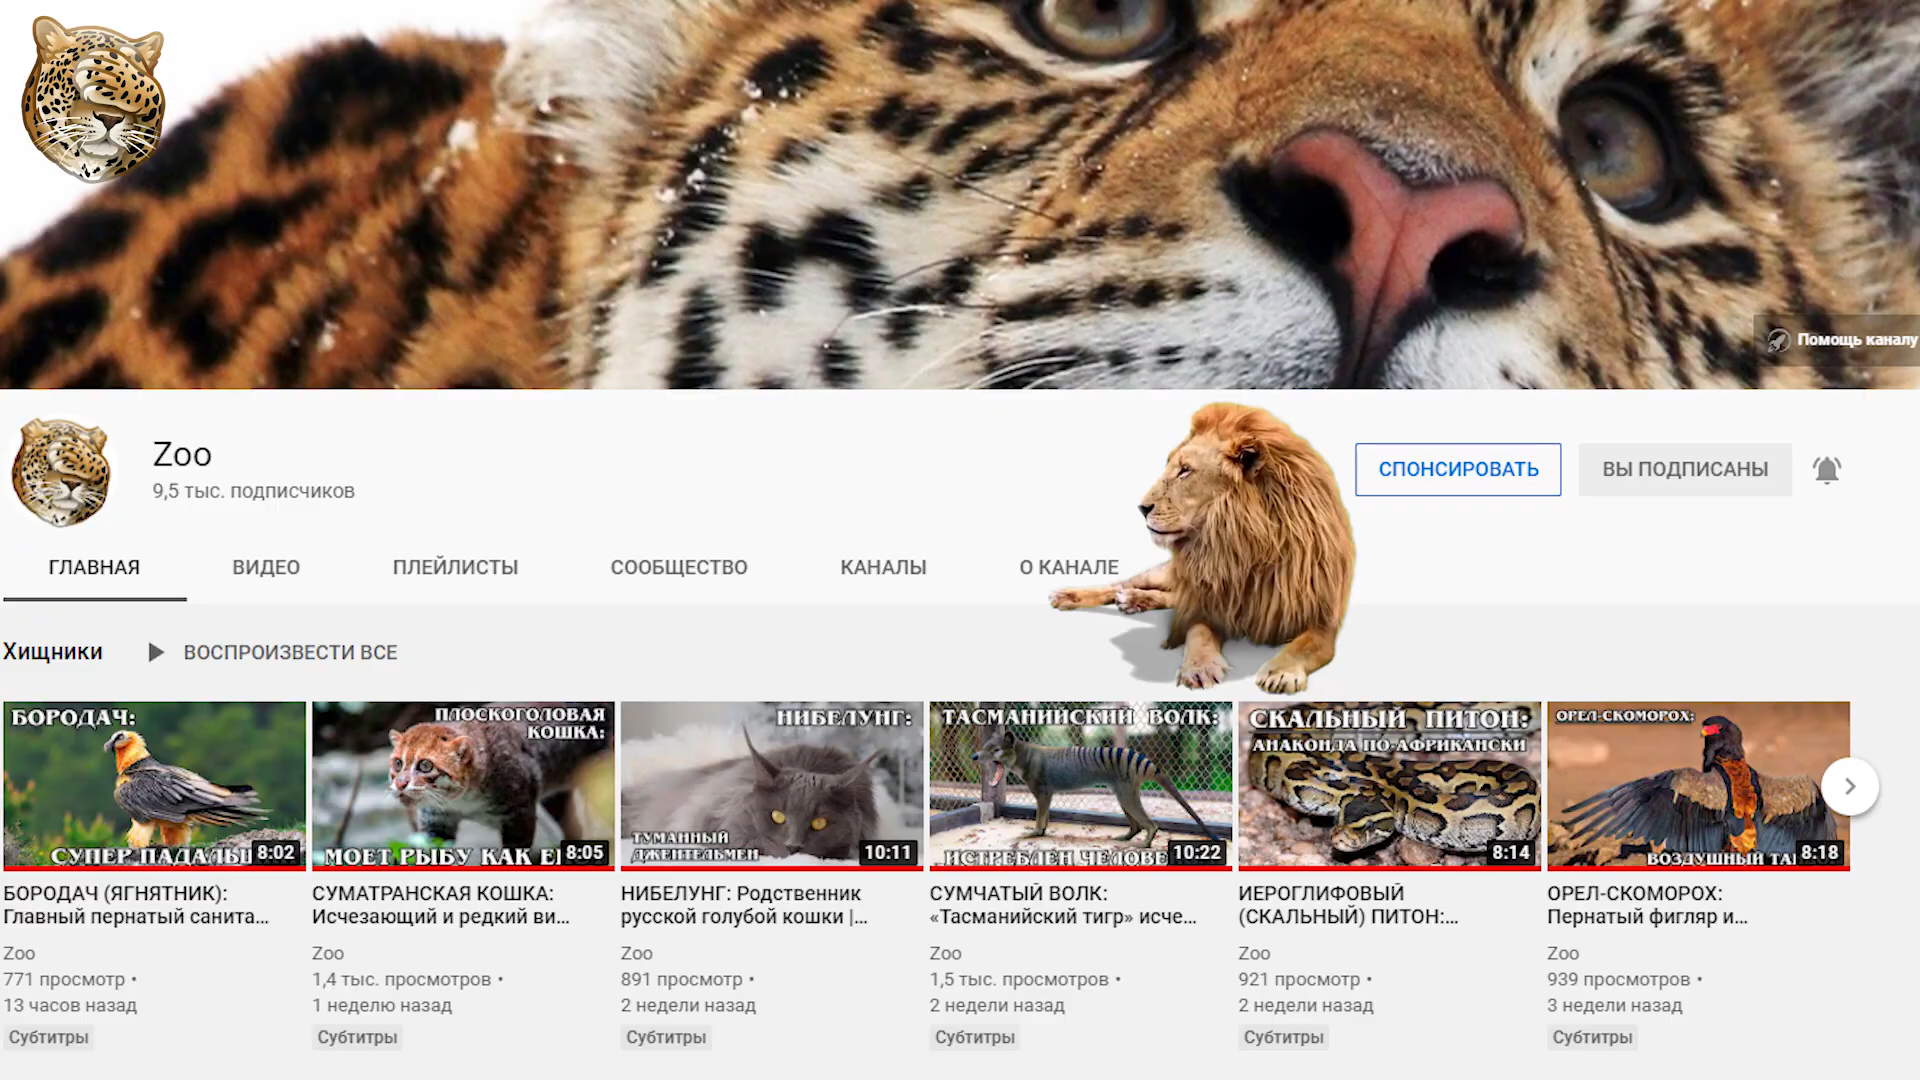 Помощь каналу
Zoo
9,5 тыс. подписчиков
СПОНСИРОВАТЬ
ВЫ ПОДПИСАНЫ
ГЛАВНАЯ
ВИДЕО
ПЛЕЙЛИСТЫ
СООБЩЕСТВО
КАНАЛЫ
О КАНАЛЕ
Хищники
ВОСПРОИЗВЕСТИ ВСЕ
БОРОДАЧ:
СУПЕР ПАДАЛЬЩ
8:02
БОРОДАЧ (ЯГНЯТНИК):
Главный пернатый санита...
Zoo
771 просмотр •
13 часов назад
Субтитры
ПЛОСКОГОЛОВАЯ
КОШКА:
МОЕТ РЫБУ КАК ЕН
8:05
СУМАТРАНСКАЯ КОШКА:
Исчезающий и редкий ви...
Zoo
1,4 тыс. просмотров •
1 неделю назад
Субтитры
НИБЕЛУНГ:
ТУМАННЫЙ
ДЖЕНТЕЛЬМЕН
10:11
НИБЕЛУНГ: Родственник
русской голубой кошки |...
Zoo
891 просмотр •
2 недели назад
Субтитры
ТАСМАНИЙСКИЙ ВОЛК:
ИСТРЕБЛЕН ЧЕЛОВЕ
10:22
СУМЧАТЫЙ ВОЛК:
«Тасманийский тигр» исче...
Zoo
1,5 тыс. просмотров •
2 недели назад
Субтитры
СКАЛЬНЫЙ ПИТОН:
АНАКОНДА ПО-АФРИКАНСКИ
8:14
ИЕРОГЛИФОВЫЙ
(СКАЛЬНЫЙ) ПИТОН:...
Zoo
921 просмотр •
2 недели назад
Субтитры
ОРЕЛ-СКОМОРОХ:
ВОЗДУШНЫЙ ТА
8:18
ОРЕЛ-СКОМОРОХ:
Пернатый фигляр и...
Zoo
939 просмотров •
3 недели назад
Субтитры